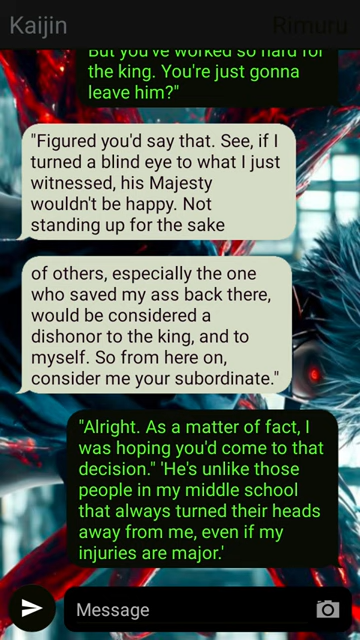 Kaijin
Rimuru
But you've worked so hard for
the king. You're just gonna
leave him?"
"Figured you'd say that. See, if I
turned a blind eye to what I just
witnessed, his Majesty
wouldn't be happy. Not
standing up for the sake
of others, especially the one
who saved my ass back there,
would be considered a
dishonor to the king, and to
myself. So from here on,
consider me your subordinate."
"Alright. As a matter of fact, I
was hoping you'd come to that
decision." 'He's unlike those
people in my middle school
that always turned their heads
away from me, even if my
injuries are major.'
Message